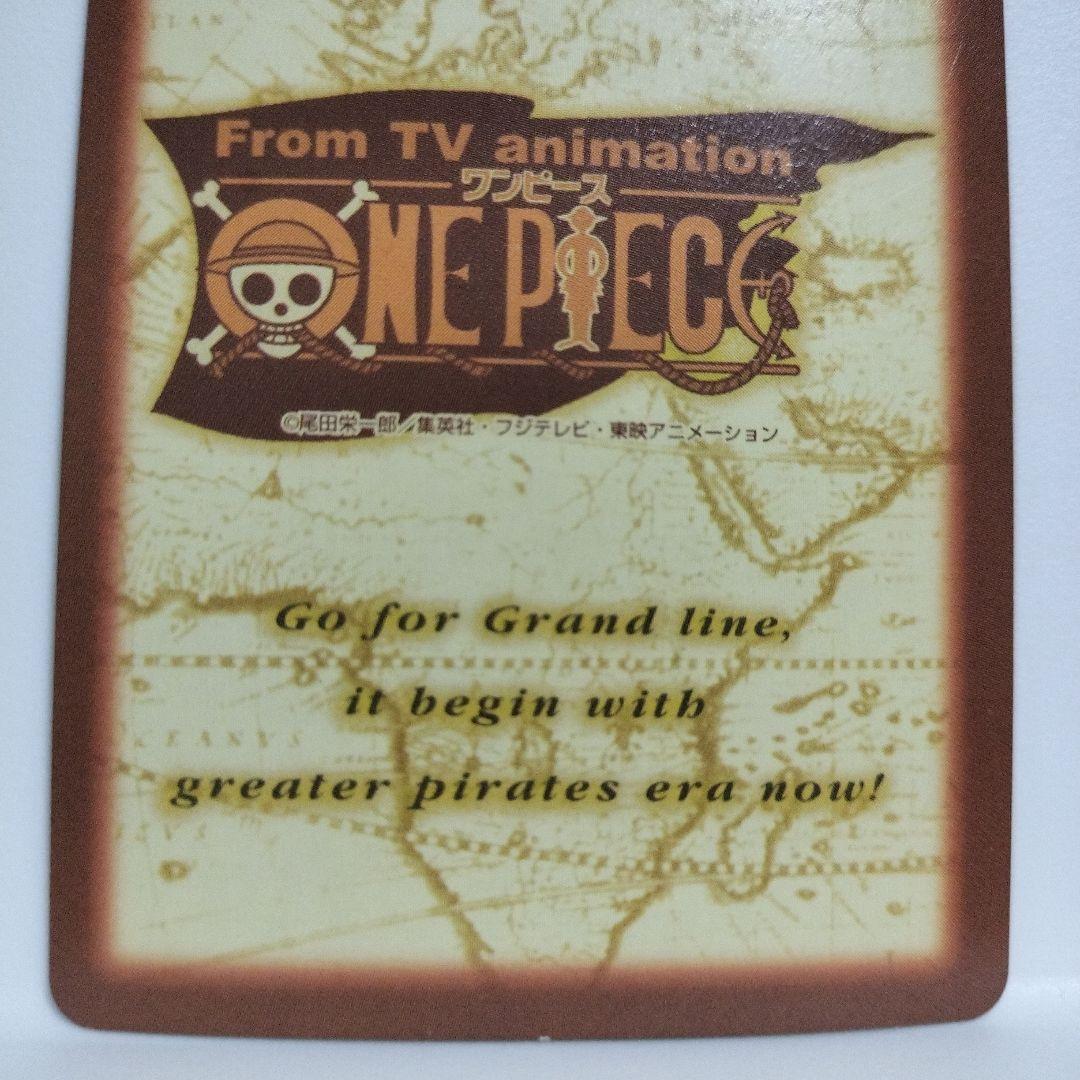 From TV animation
ワンピース
ONE PIECE
©尾田栄一郎／集英社・フジテレビ・東映アニメーション
Go for Grand line,
it begin with
greater pirates era now!